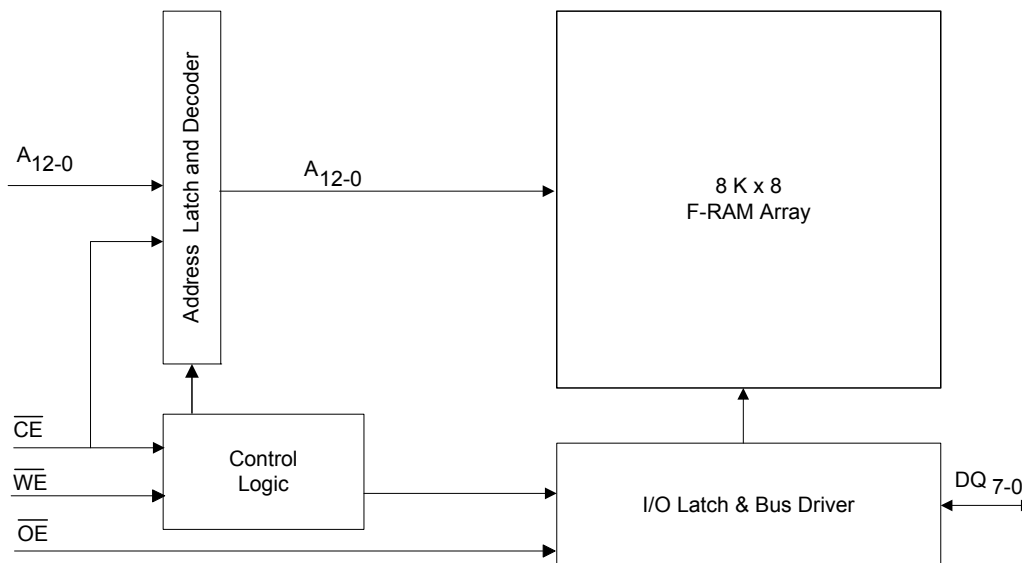 Address Latch and Decoder
A12-0
A12-0
8 K x 8
F-RAM Array
CE
WE
OE
Control
Logic
I/O Latch & Bus Driver
DQ 7-0